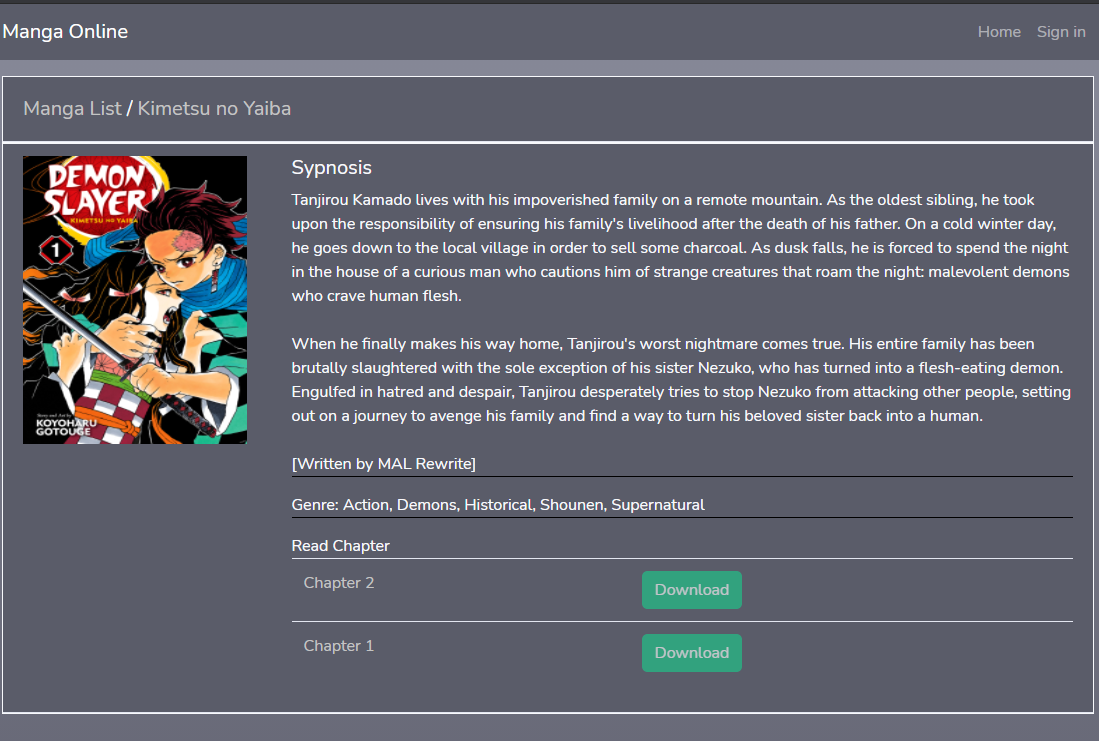 Manga Online
Home Sign in
Manga List / Kimetsu no Yaiba
DEMON
SLAYER
KIMETSU NO YAIBA
1
Story and Art by
KOYOHARU
GOTOUGE
Sypnosis
Tanjirou Kamado lives with his impoverished family on a remote mountain. As the oldest sibling, he took
upon the responsibility of ensuring his family's livelihood after the death of his father. On a cold winter day,
he goes down to the local village in order to sell some charcoal. As dusk falls, he is forced to spend the night
in the house of a curious man who cautions him of strange creatures that roam the night: malevolent demons
who crave human flesh.
When he finally makes his way home, Tanjirou's worst nightmare comes true. His entire family has been
brutally slaughtered with the sole exception of his sister Nezuko, who has turned into a flesh-eating demon.
Engulfed in hatred and despair, Tanjirou desperately tries to stop Nezuko from attacking other people, setting
out on a journey to avenge his family and find a way to turn his beloved sister back into a human.
[Written by MAL Rewrite]
Genre: Action, Demons, Historical, Shounen, Supernatural
Read Chapter
Chapter 2 Download
Chapter 1 Download